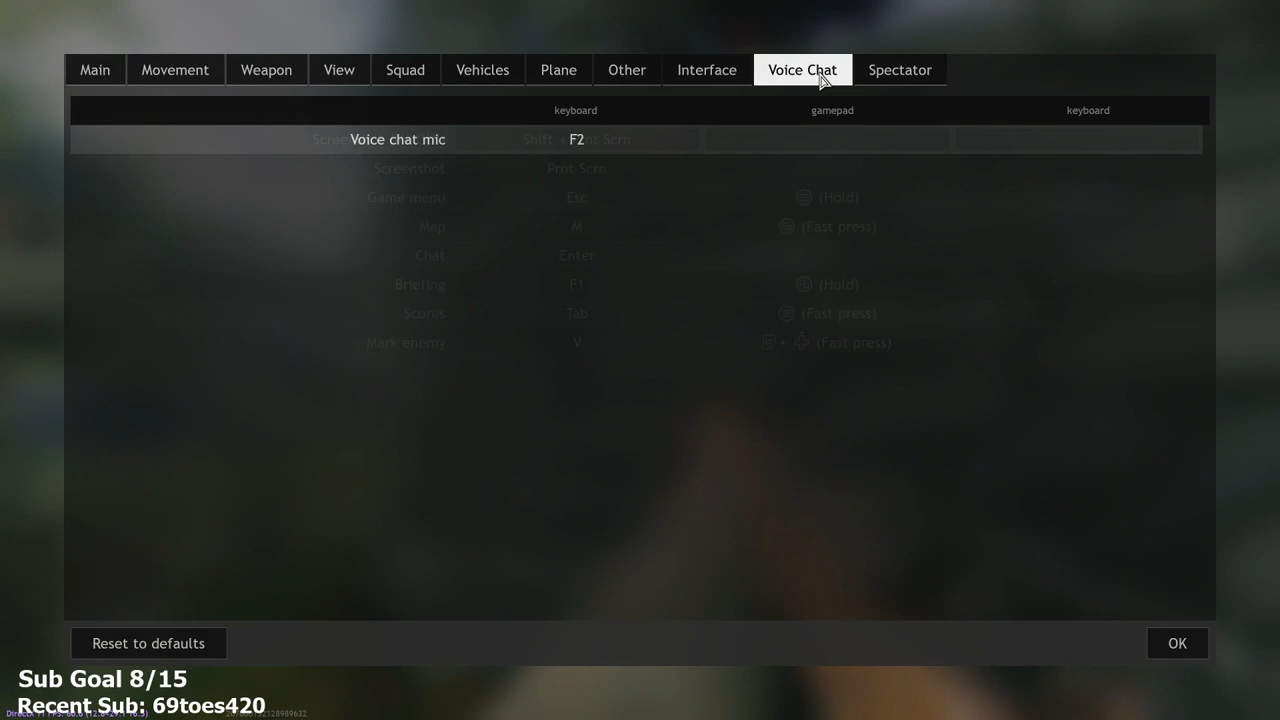 Main Movement Weapon View Squad Vehicles Plane Other Interface Voice Chat Spectator
keyboard gamepad keyboard
Voice chat mic F2
Screenshot Prnt Scrn
Game menu Esc (Hold)
Map M (Fast press)
Chat Enter
Briefing F1 (Hold)
Scores Tab (Fast press)
Mark enemy V + (Fast press)
Reset to defaults OK
Sub Goal 8/15
Recent Sub: 69toes420